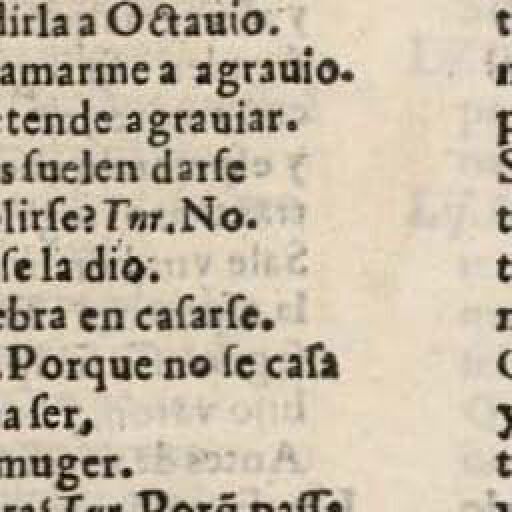 dirla a Octauio.
amarme a agrauio.
tende agrauiar.
s ſuelen darſe
lirſe? Tur. No.
ſe la dio.
ebra en caſarſe.
.Porque no ſe caſa
a ſer,
muger.
Tur. Porq̃ paſſe